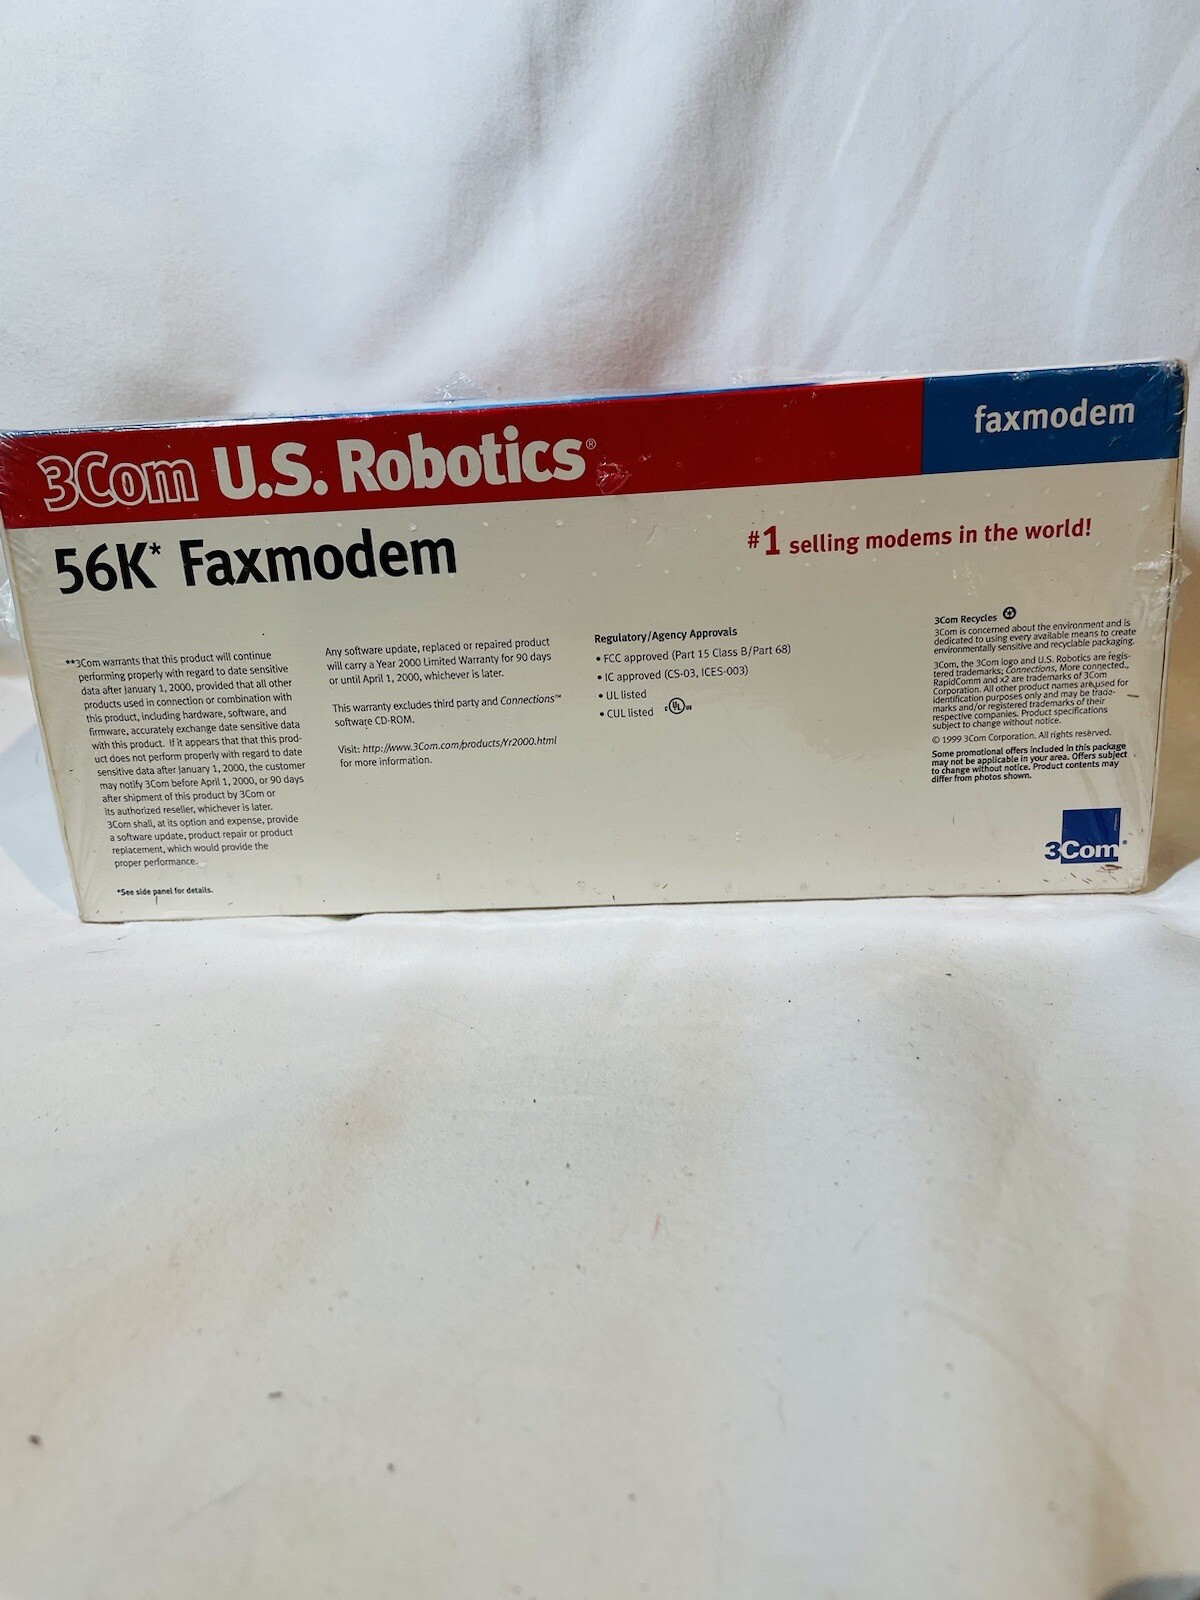 3Com U.S. Robotics®
faxmodem
56K* Faxmodem
#1 selling modems in the world!
**3Com warrants that this product will continue
performing properly with regard to date sensitive
data after January 1, 2000, provided that all other
products used in connection or combination with
this product, including hardware, software, and
firmware, accurately exchange date sensitive data
with this product. If it appears that that this prod-
uct does not perform properly with regard to date
sensitive data after January 1, 2000, the customer
may notify 3Com before April 1, 2000, or 90 days
after shipment of this product by 3Com or
its authorized reseller, whichever is later.
3Com shall, at its option and expense, provide
a software update, product repair or product
replacement, which would provide the
proper performance.
*See side panel for details.
Any software update, replaced or repaired product
will carry a Year 2000 Limited Warranty for 90 days
or until April 1, 2000, whichever is later.
This warranty excludes third party and Connections™
software CD-ROM.
Visit: http://www.3Com.com/products/Yr2000.html
for more information.
Regulatory/Agency Approvals
• FCC approved (Part 15 Class B/Part 68)
• IC approved (CS-03, ICES-003)
• UL listed
• CUL listed c UL us
3Com Recycles
3Com is concerned about the environment and is
dedicated to using every available means to create
environmentally sensitive and recyclable packaging.
3Com, the 3Com logo and U.S. Robotics are regis-
tered trademarks; Connections, More connected.,
RapidComm and x2 are trademarks of 3Com
Corporation. All other product names are used for
identification purposes only and may be trade-
marks and/or registered trademarks of their
respective companies. Product specifications
subject to change without notice.
© 1999 3Com Corporation. All rights reserved.
Some promotional offers included in this package
may not be applicable in your area. Offers subject
to change without notice. Product contents may
differ from photos shown.
3Com®